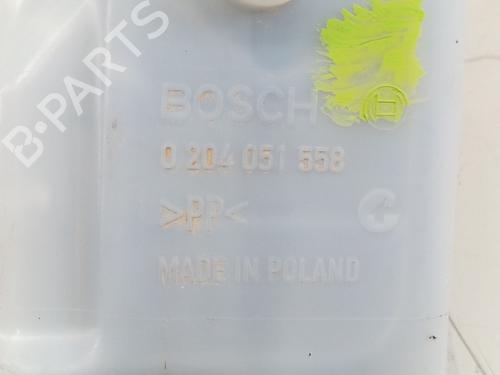 B-PARTS
BOSCH
0 204 051 558
>PP<
MADE IN POLAND